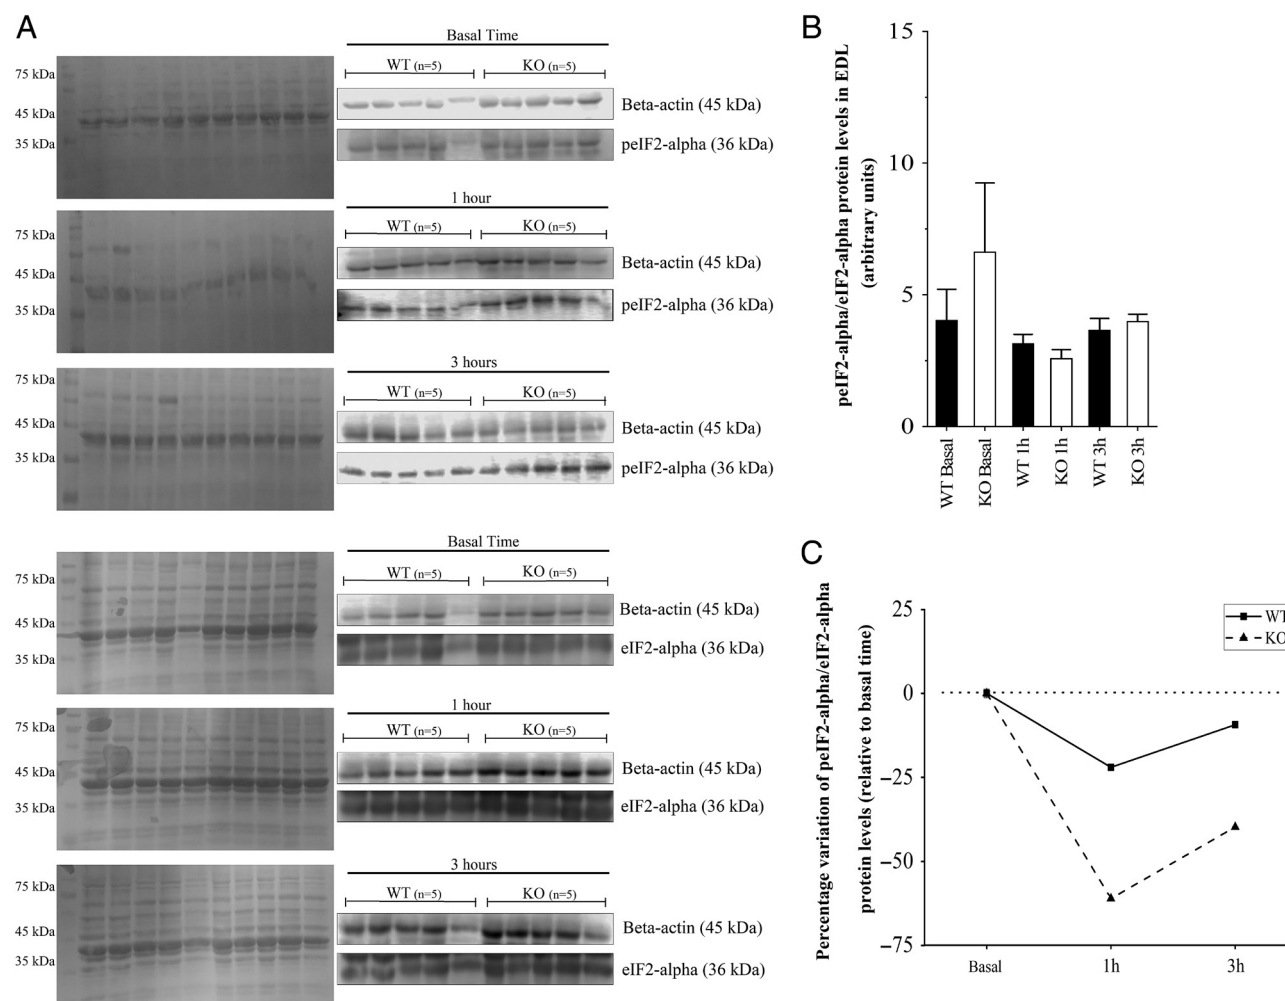 A
Basal Time
WT (n=5) KO (n=5)
75 kDa
45 kDa
35 kDa
Beta-actin (45 kDa)
peIF2-alpha (36 kDa)
1 hour
WT (n=5) KO (n=5)
75 kDa
45 kDa
35 kDa
Beta-actin (45 kDa)
peIF2-alpha (36 kDa)
3 hours
WT (n=5) KO (n=5)
75 kDa
45 kDa
35 kDa
Beta-actin (45 kDa)
peIF2-alpha (36 kDa)
Basal Time
WT (n=5) KO (n=5)
75 kDa
45 kDa
35 kDa
Beta-actin (45 kDa)
eIF2-alpha (36 kDa)
1 hour
WT (n=5) KO (n=5)
75 kDa
45 kDa
35 kDa
Beta-actin (45 kDa)
eIF2-alpha (36 kDa)
3 hours
WT (n=5) KO (n=5)
75 kDa
45 kDa
35 kDa
Beta-actin (45 kDa)
eIF2-alpha (36 kDa)
B
peIF2-alpha/eIF2-alpha protein levels in EDL
(arbitrary units)
15
10
5
0
WT Basal
KO Basal
WT 1h
KO 1h
WT 3h
KO 3h
C
Percentage variation of peIF2-alpha/eIF2-alpha
protein levels (relative to basal time)
25
0
−25
−50
−75
Basal 1h 3h
WT
KO